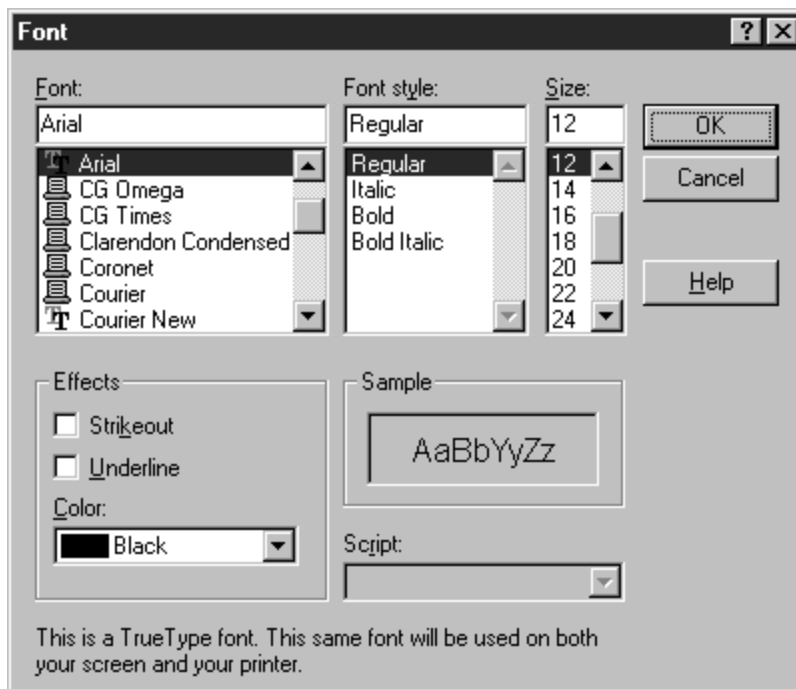 Font
Font:
Arial
Arial
CG Omega
CG Times
Clarendon Condensed
Coronet
Courier
Courier New
Font style:
Regular
Regular
Italic
Bold
Bold Italic
Size:
12
12
14
16
18
20
22
24
OK
Cancel
Help
Effects
Strikeout
Underline
Color:
Black
Sample
AaBbYyZz
Script:
This is a TrueType font. This same font will be used on both
your screen and your printer.